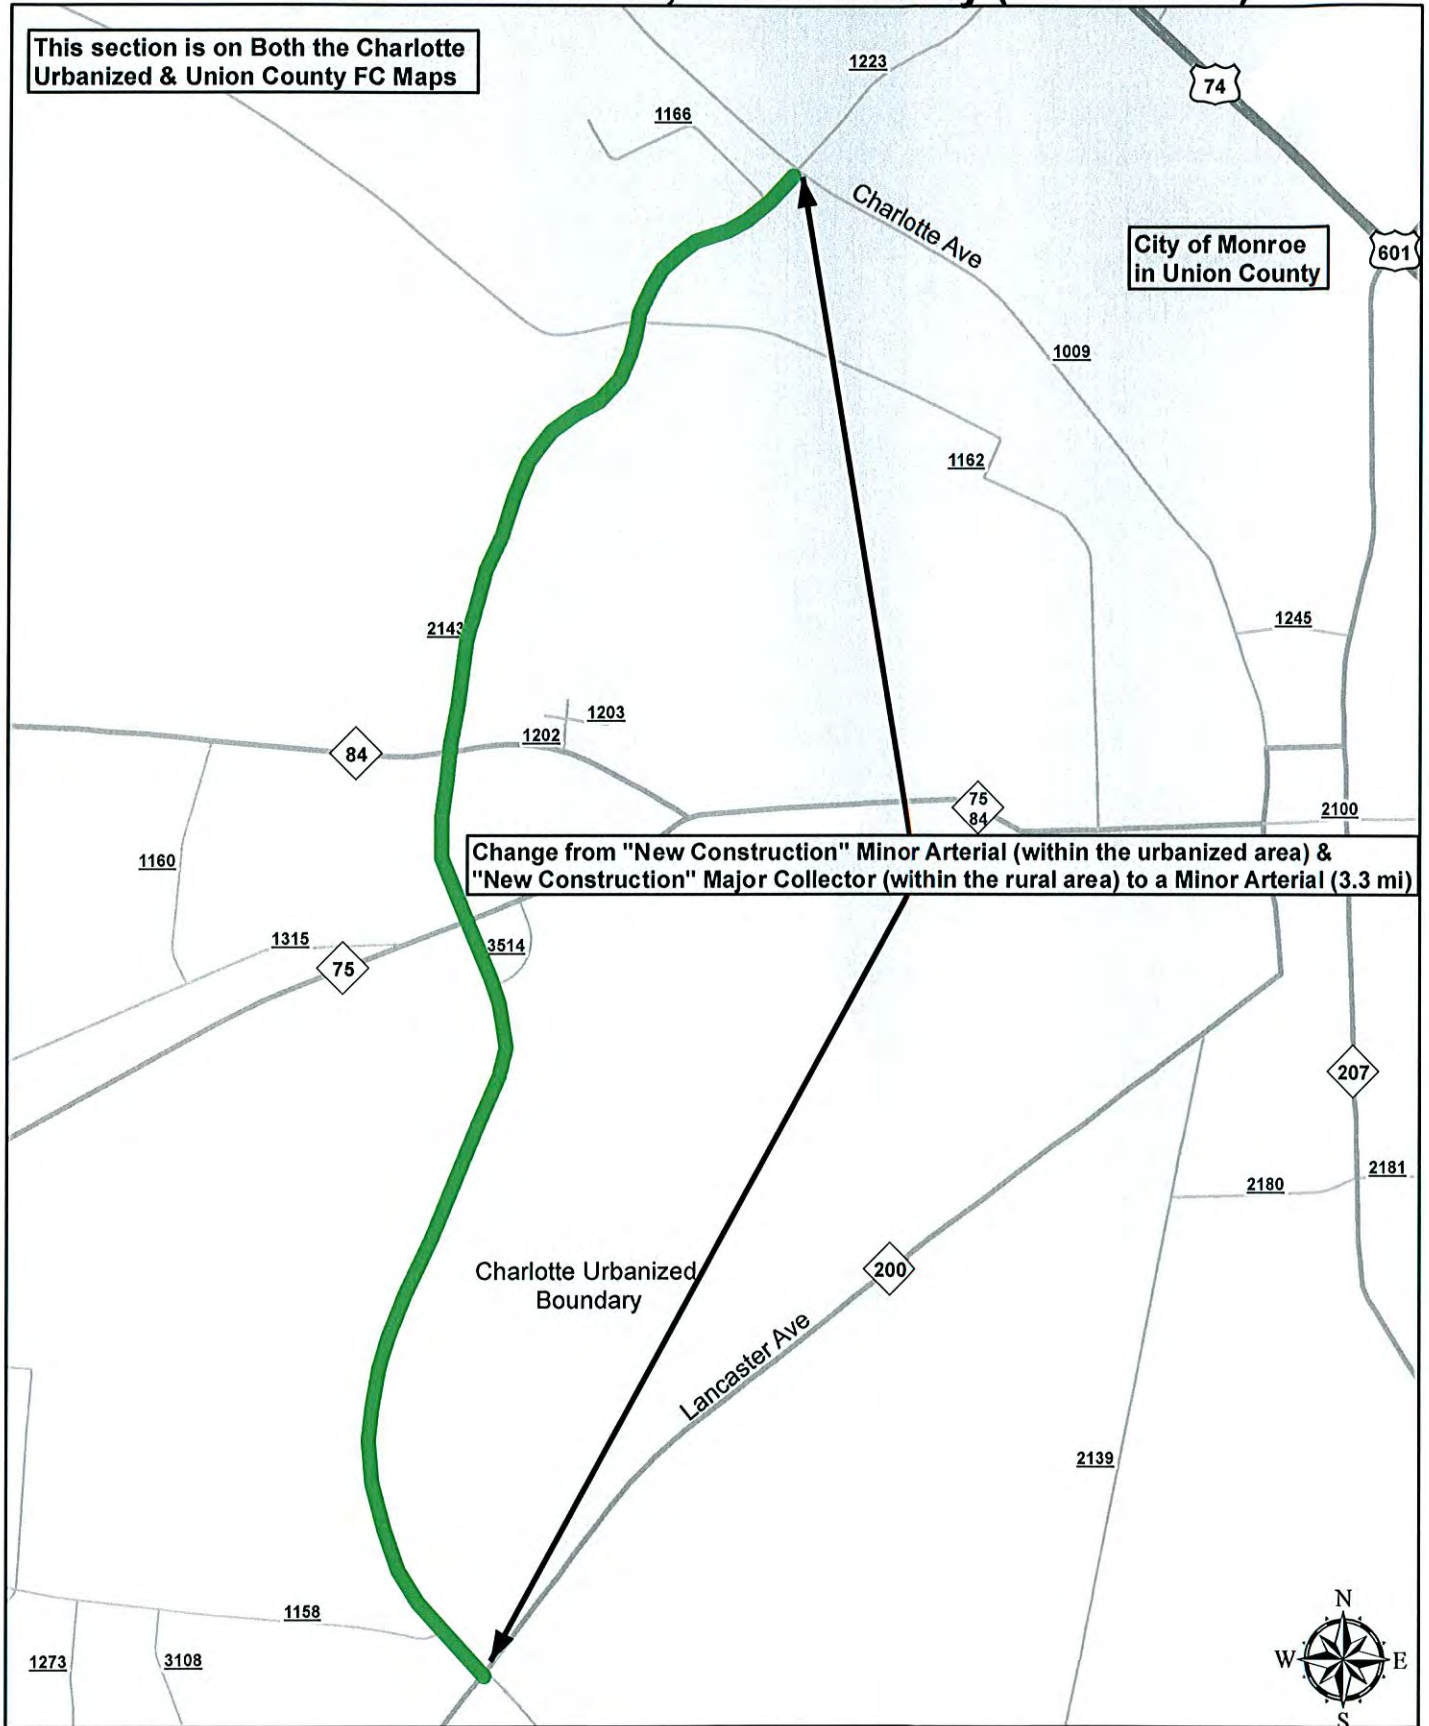 This section is on Both the Charlotte
Urbanized & Union County FC Maps
1223
74
1166
Charlotte Ave
City of Monroe
in Union County
601
1009
1162
1245
2143
1203
1202
84
75
84
2100
Change from "New Construction" Minor Arterial (within the urbanized area) &
"New Construction" Major Collector (within the rural area) to a Minor Arterial (3.3 mi)
1160
1315
3514
75
207
2181
2180
Charlotte Urbanized
Boundary
200
Lancaster Ave
2139
1158
1273
3108
N
W
E
S